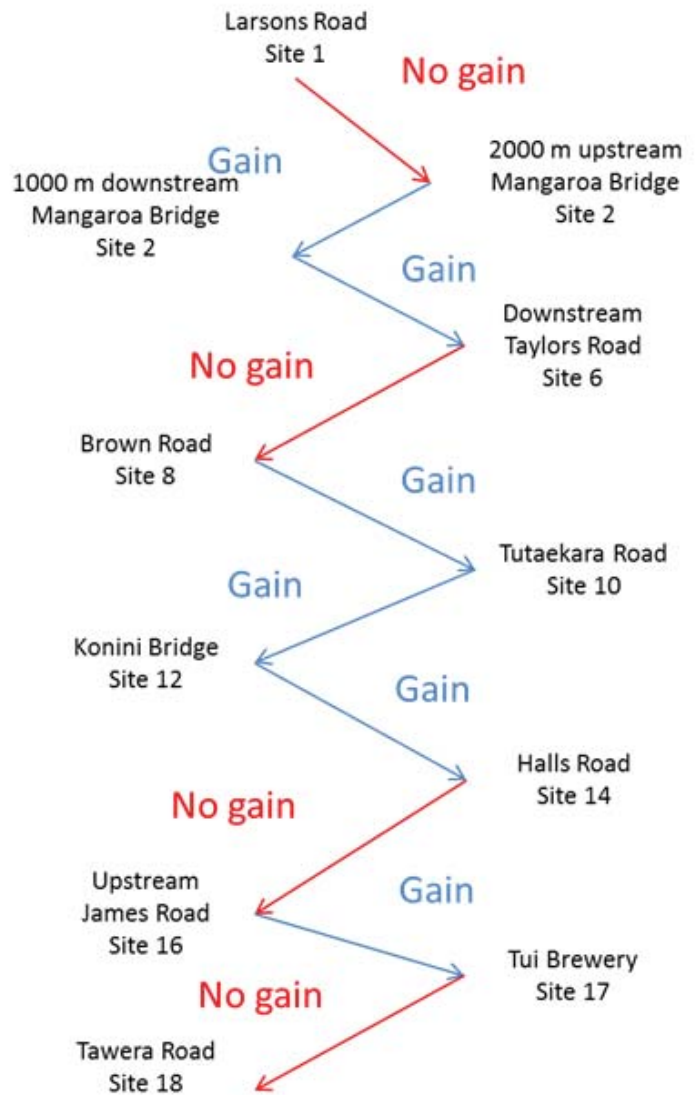 Larsons Road
Site 1
No gain
2000 m upstream
Mangaroa Bridge
Site 2
Gain
1000 m downstream
Mangaroa Bridge
Site 2
Gain
Downstream
Taylors Road
Site 6
No gain
Brown Road
Site 8
Gain
Tutaekara Road
Site 10
Gain
Konini Bridge
Site 12
Gain
Halls Road
Site 14
No gain
Upstream
James Road
Site 16
Gain
Tui Brewery
Site 17
No gain
Tawera Road
Site 18